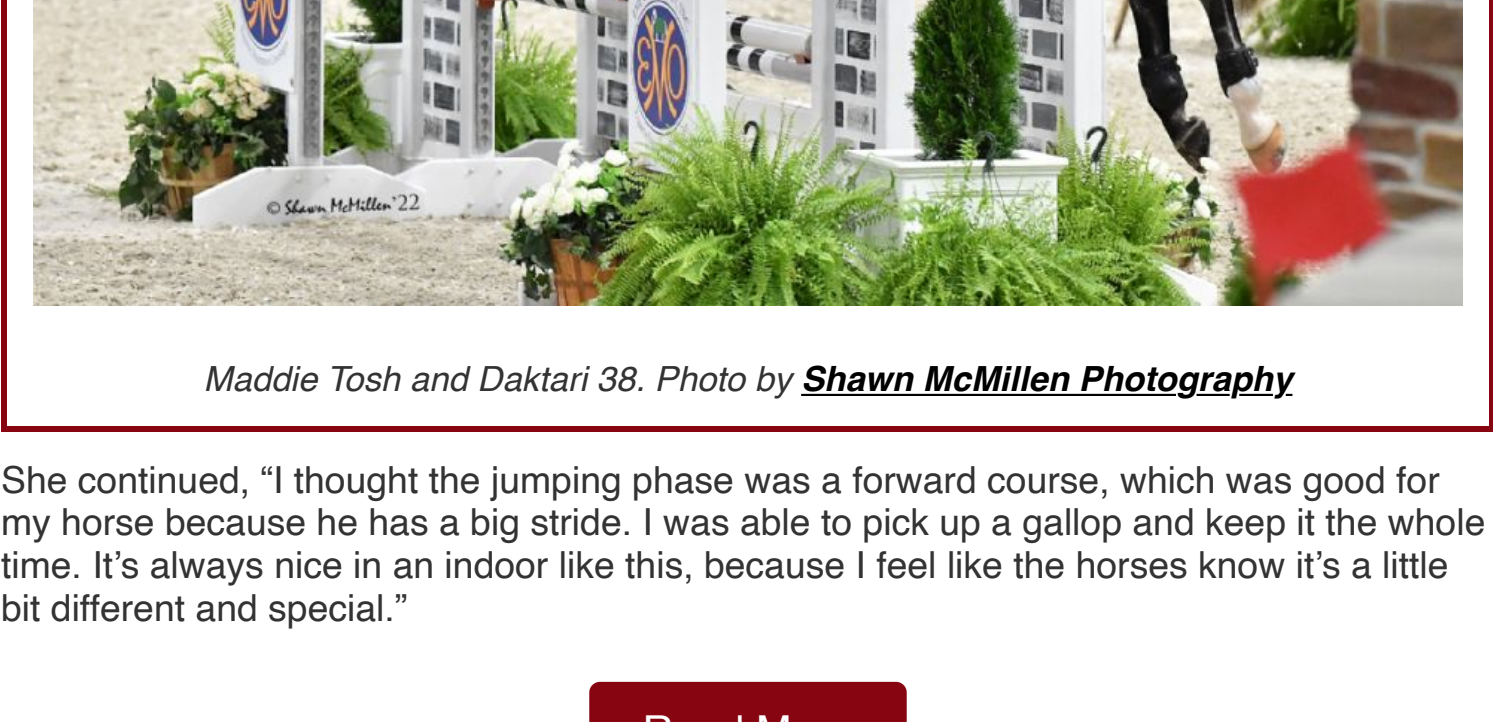 EMO
© Shawn McMillen '22
Maddie Tosh and Daktari 38. Photo by Shawn McMillen Photography
She continued, “I thought the jumping phase was a forward course, which was good for
my horse because he has a big stride. I was able to pick up a gallop and keep it the whole
time. It’s always nice in an indoor like this, because I feel like the horses know it’s a little
bit different and special.”